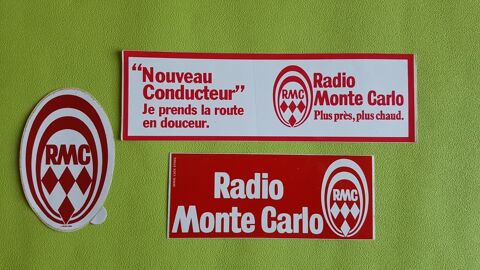 RMC
“Nouveau
Conducteur”
Je prends la route
en douceur.
RMC
Radio
Monte Carlo
Plus près, plus chaud.
Radio
Monte Carlo
RMC